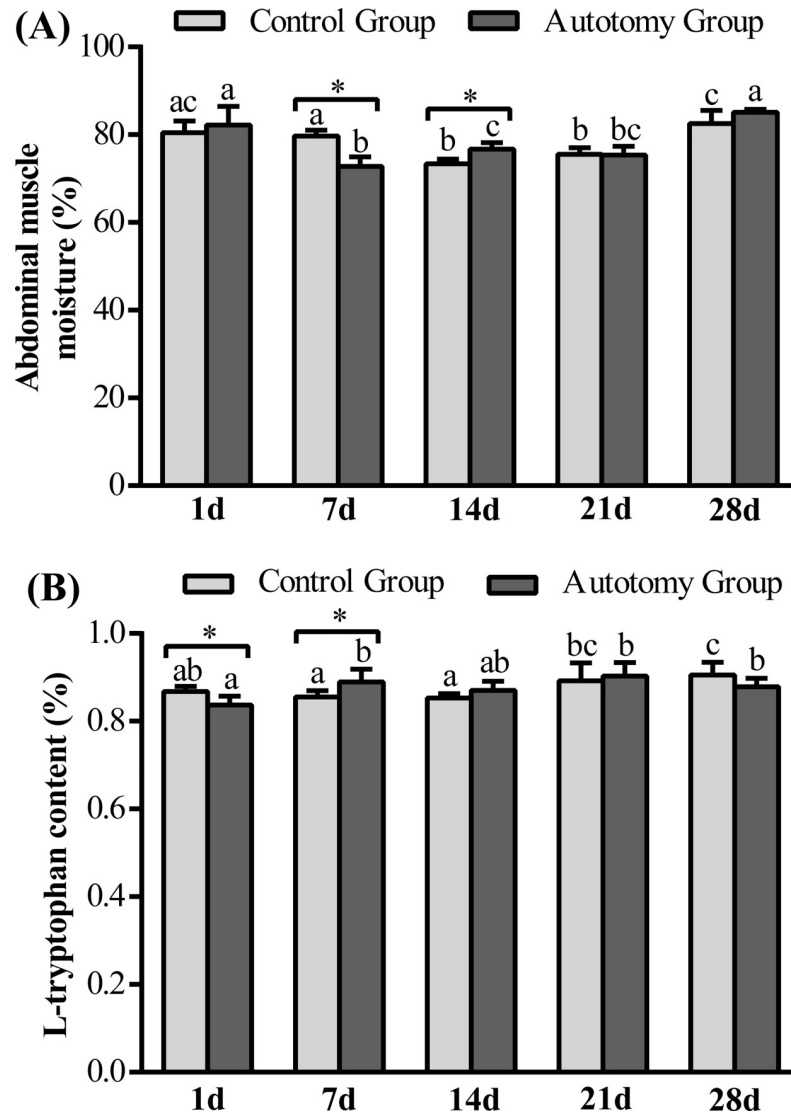 (A) Control Group Autotomy Group
Abdominal muscle
moisture (%)
100
80
60
40
20
0
* *
ac a a b b c b bc c a
1d 7d 14d 21d 28d
(B) Control Group Autotomy Group
L-tryptophan content (%)
1.0
0.8
0.6
0.4
0.2
0.0
* *
ab a a b a ab bc b c b
1d 7d 14d 21d 28d